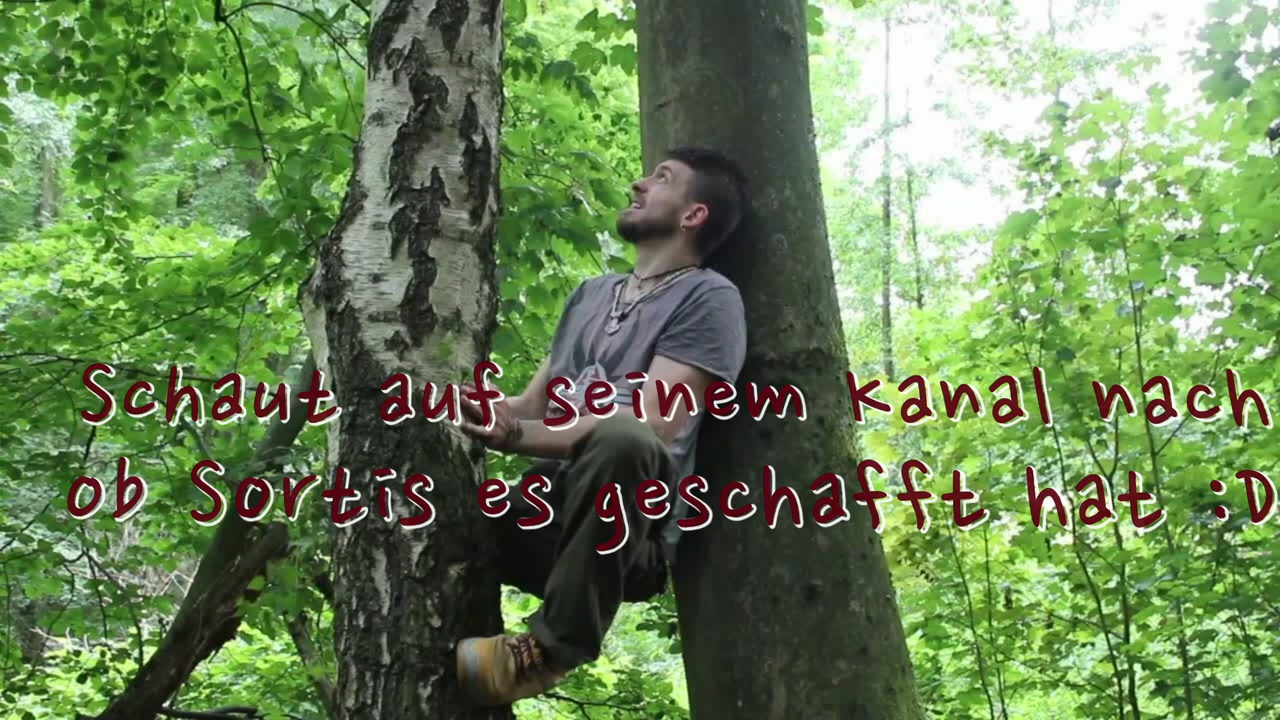 Schaut auf seinem kanal nach
ob Sortis es geschafft hat :D